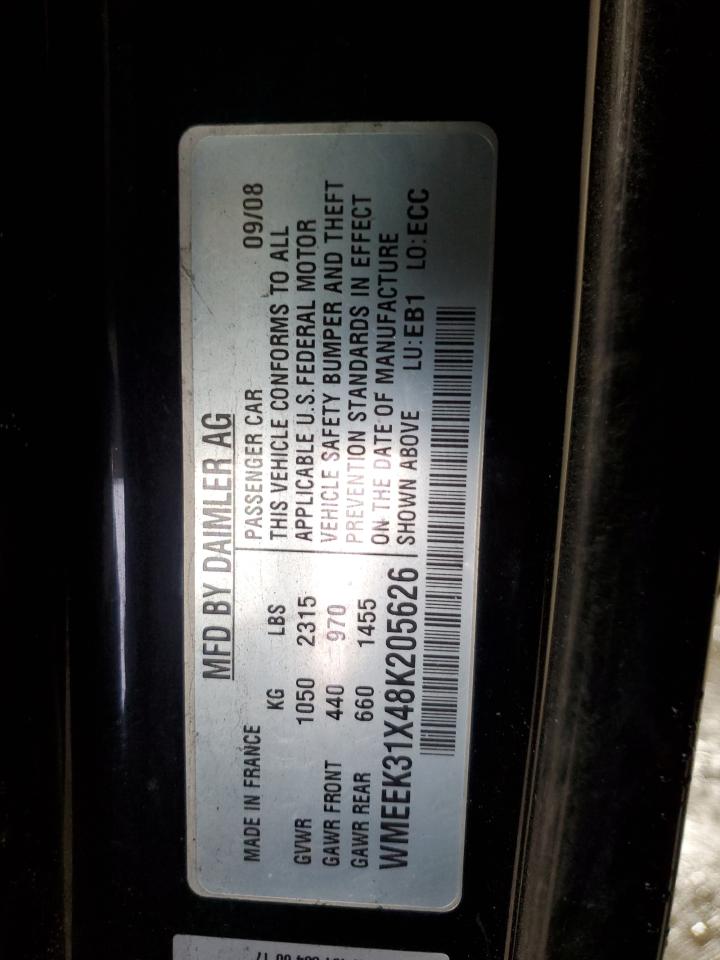 MFD BY DAIMLER AG
MADE IN FRANCE PASSENGER CAR 09/08
KG LBS THIS VEHICLE CONFORMS TO ALL
GVWR 1050 2315 APPLICABLE U.S. FEDERAL MOTOR
GAWR FRONT 440 970 VEHICLE SAFETY BUMPER AND THEFT
GAWR REAR 660 1455 PREVENTION STANDARDS IN EFFECT
ON THE DATE OF MANUFACTURE
WMEEK31X48K205626 SHOWN ABOVE LU:EB1 LO:ECC